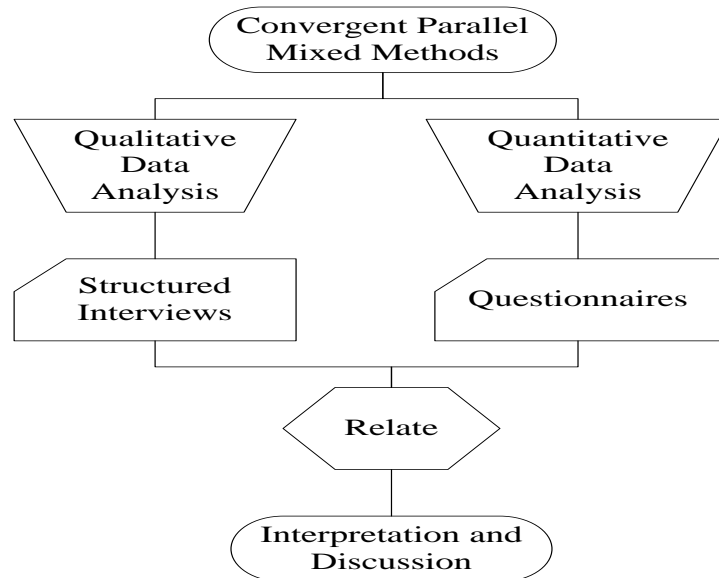 Convergent Parallel
Mixed Methods
Qualitative
Data
Analysis
Quantitative
Data
Analysis
Structured
Interviews
Questionnaires
Relate
Interpretation and
Discussion